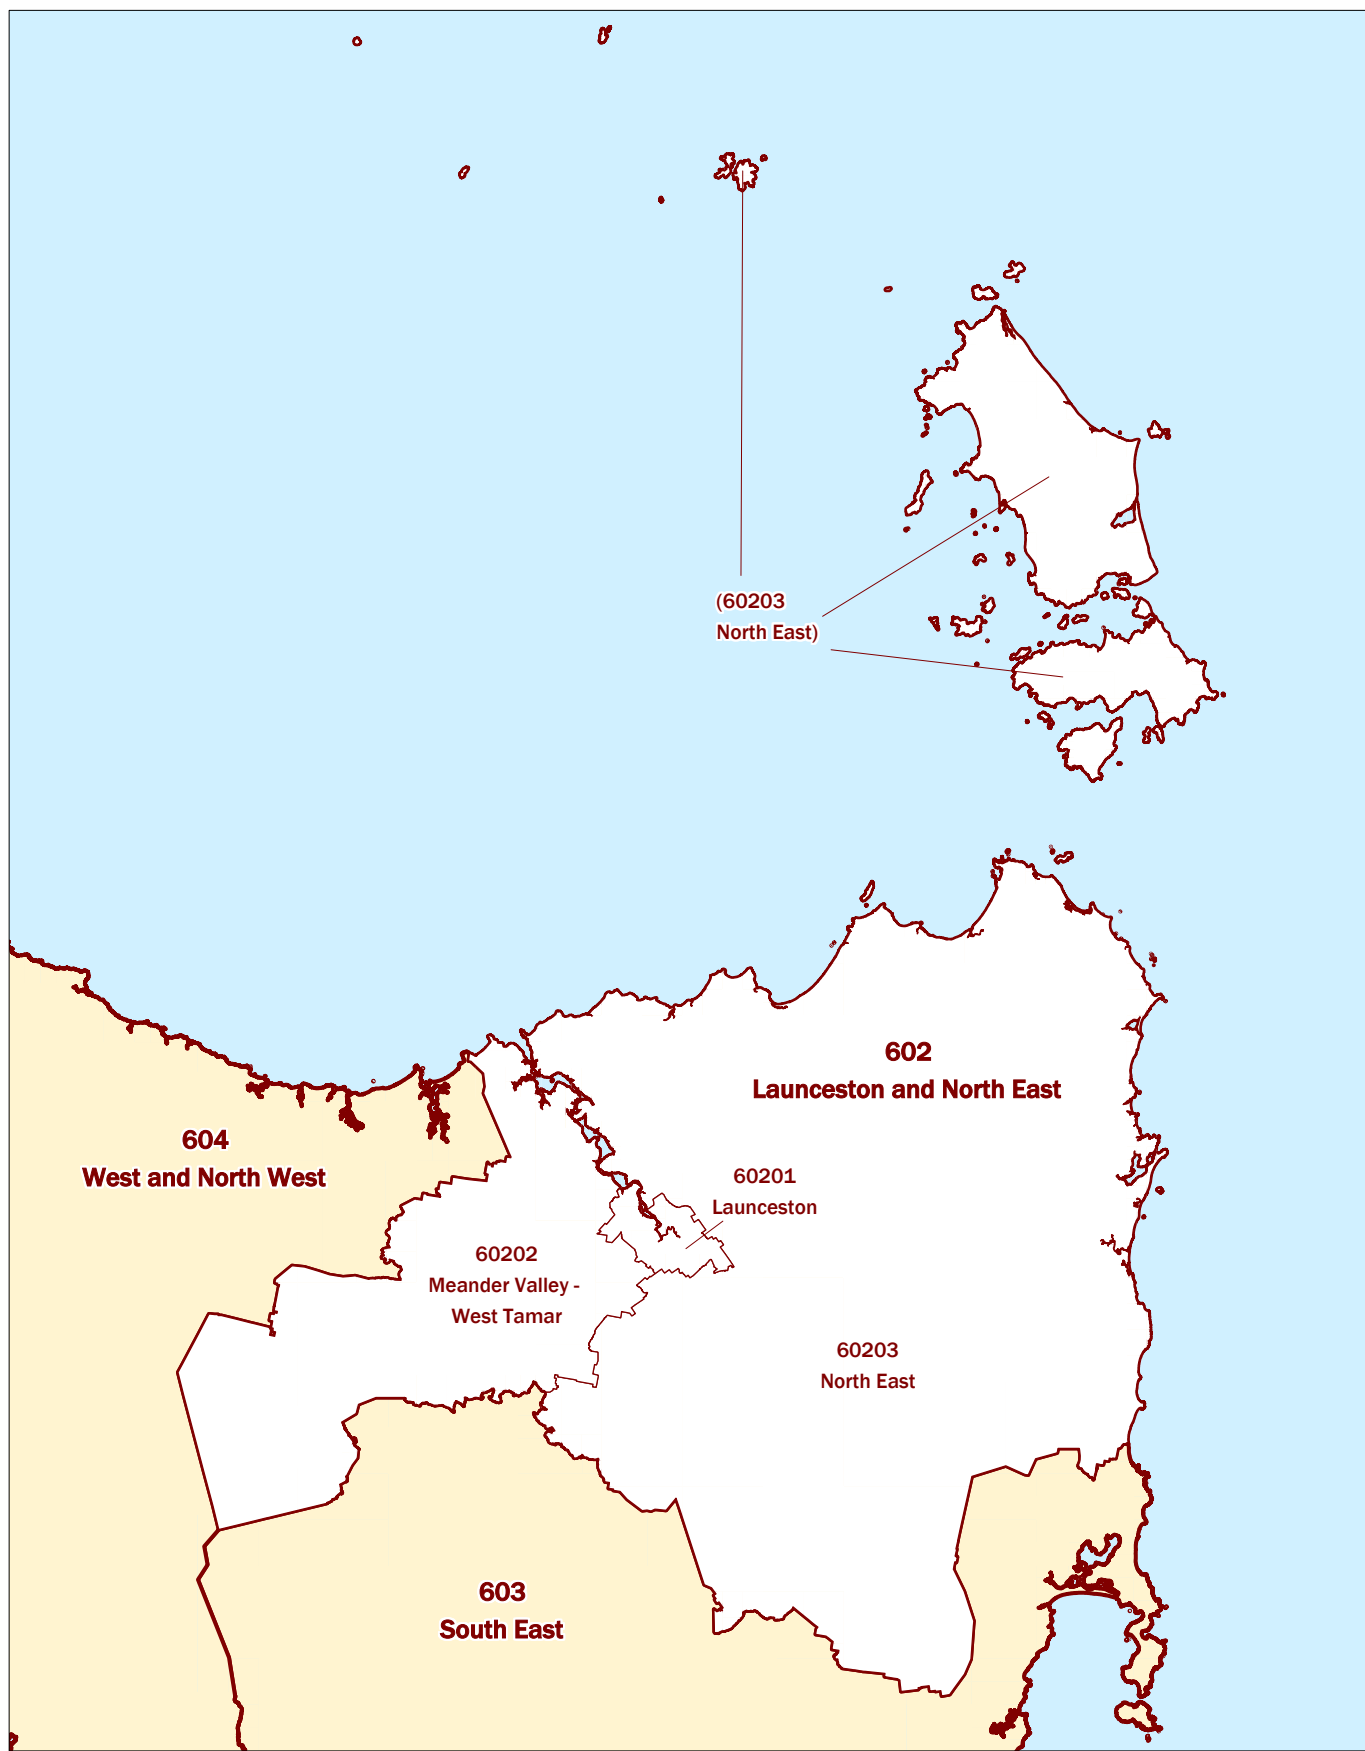 (60203
North East)
602
Launceston and North East
604
West and North West
60201
Launceston
60202
Meander Valley -
West Tamar
60203
North East
603
South East